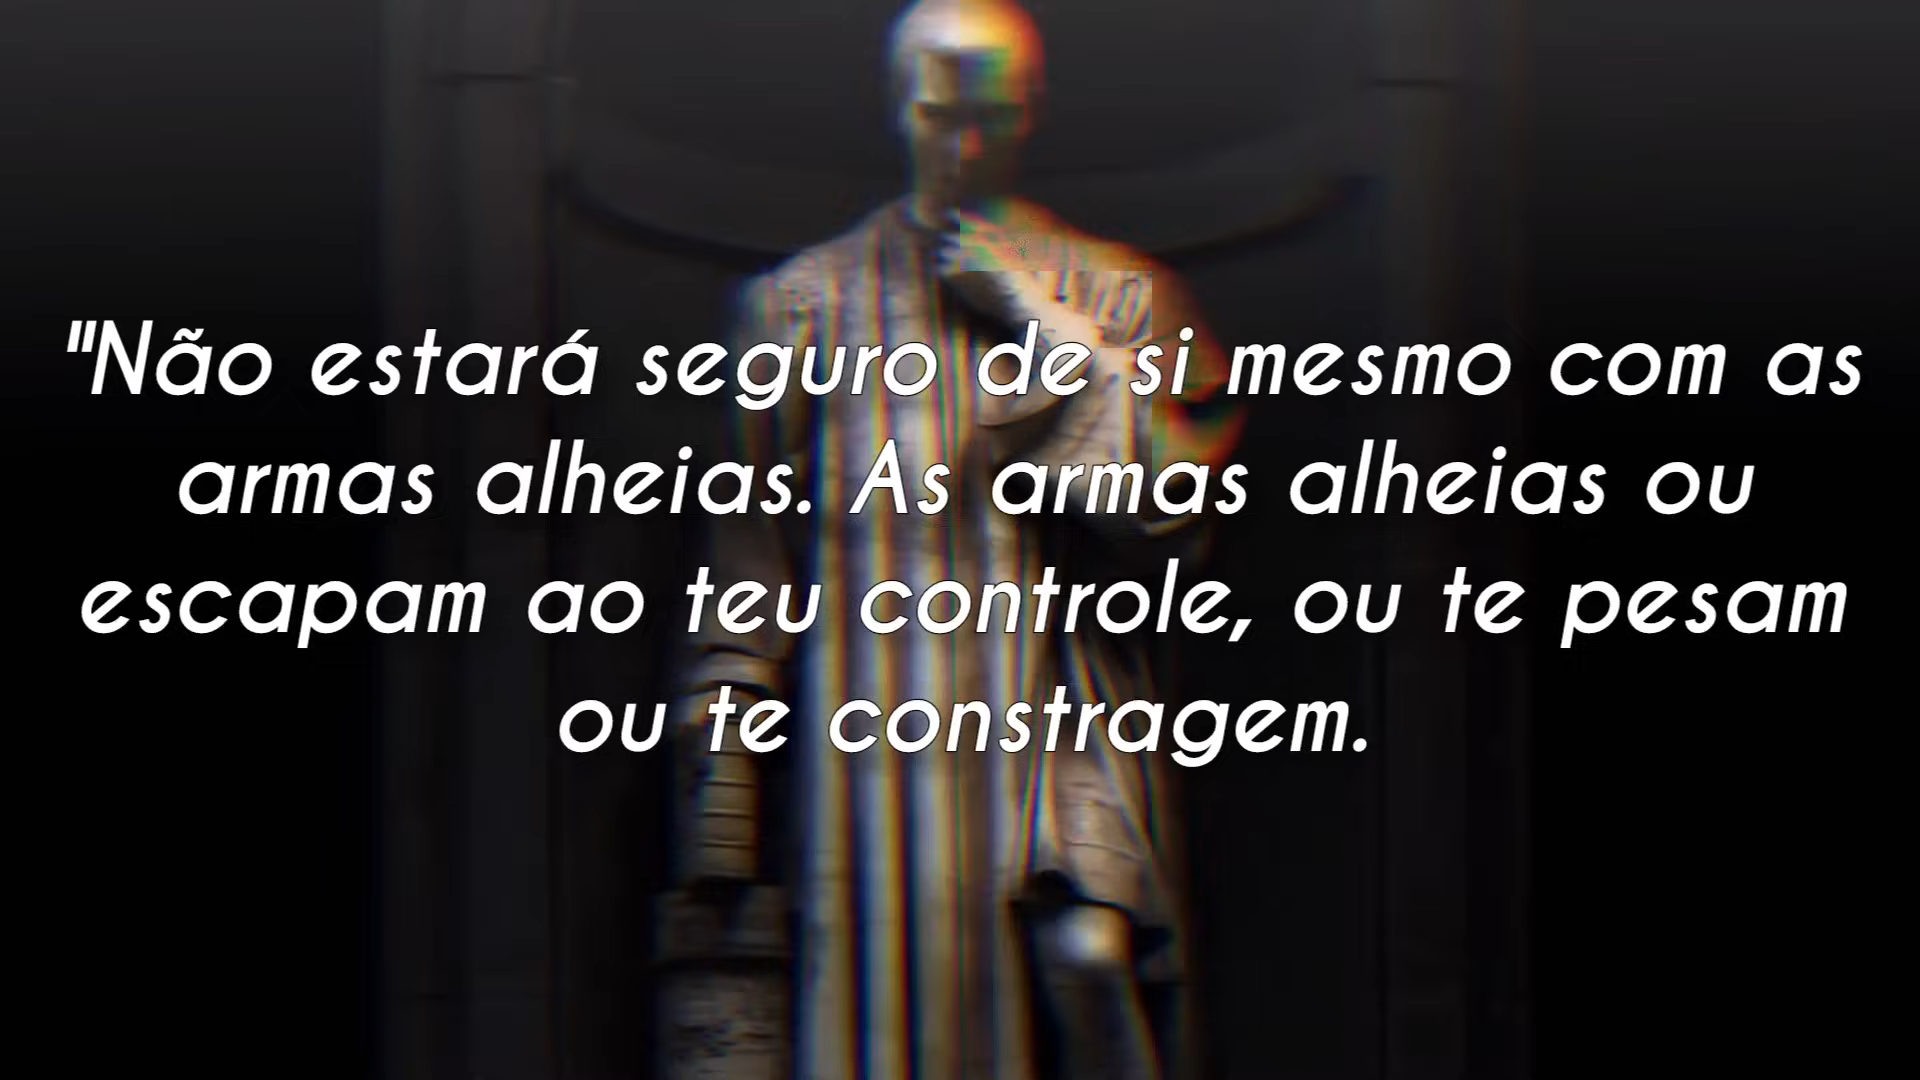 "Não estará seguro de si mesmo com as
armas alheias. As armas alheias ou
escapam ao teu controle, ou te pesam
ou te constragem.